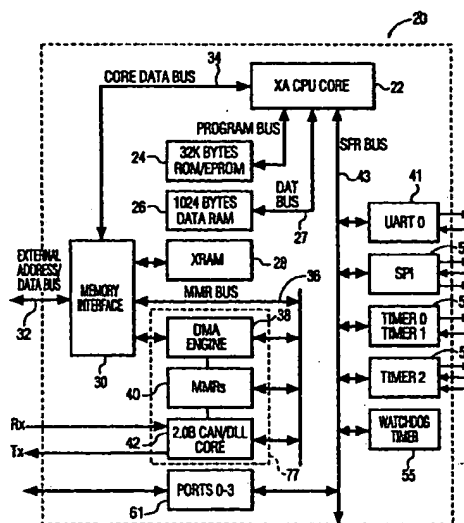 20
34
CORE DATA BUS
XA CPU CORE
22
PROGRAM BUS
SFR BUS
24
32K BYTES
ROM/EPROM
43
41
26
1024 BYTES
DATA RAM
DAT
BUS
27
UART 0
EXTERNAL
ADDRESS/
DATA BUS
32
MEMORY
INTERFACE
30
XRAM
28
SPI
MMR BUS
36
38
DMA
ENGINE
TIMER 0
TIMER 1
40
MMRs
TIMER 2
Rx
Tx
42
2.0B CAN/DLL
CORE
77
WATCHDOG
TIMER
55
PORTS 0-3
61